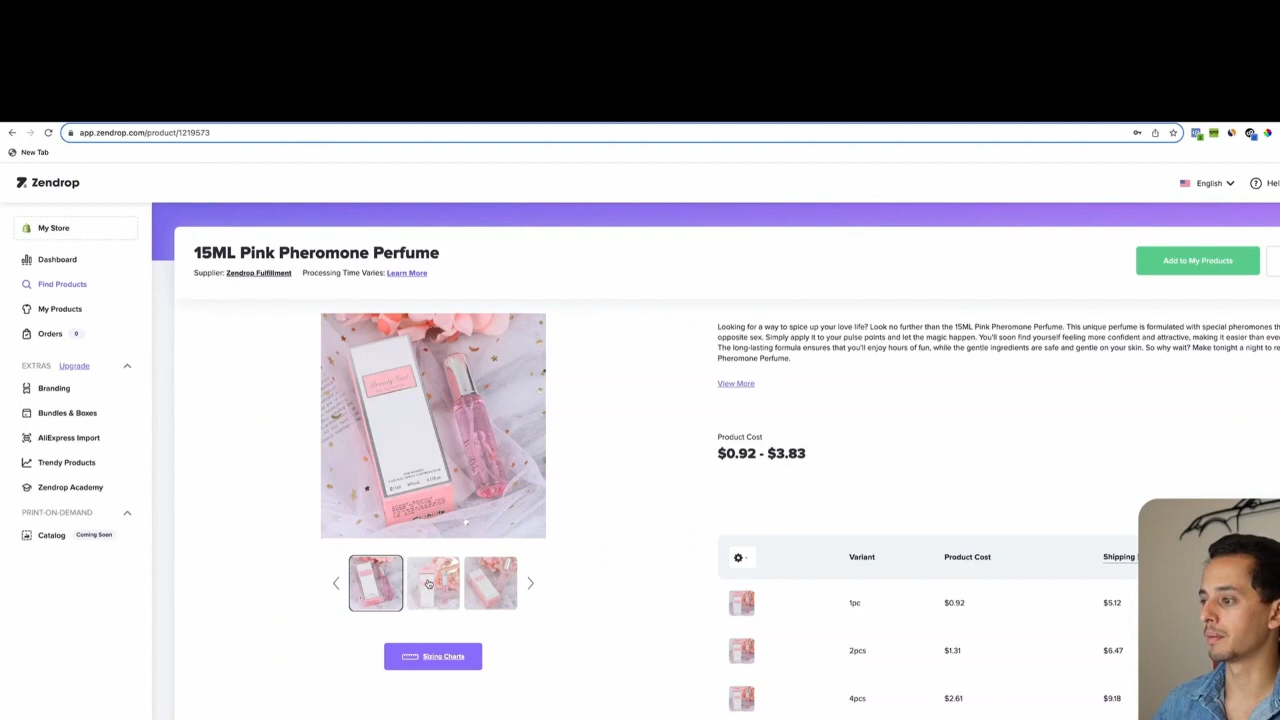 app.zendrop.com/product/1219573
New Tab
Zendrop
English
Hel
My Store
Dashboard
Find Products
My Products
Orders 0
EXTRAS Upgrade
Branding
Bundles & Boxes
AliExpress Import
Trendy Products
Zendrop Academy
PRINT-ON-DEMAND
Catalog Coming Soon
15ML Pink Pheromone Perfume
Supplier: Zendrop Fulfillment Processing Time Varies: Learn More
Add to My Products
Sizing Charts
Looking for a way to spice up your love life? Look no further than the 15ML Pink Pheromone Perfume. This unique perfume is formulated with special pheromones th
opposite sex. Simply apply it to your pulse points and let the magic happen. You'll soon find yourself feeling more confident and attractive, making it easier than eve
The long-lasting formula ensures that you'll enjoy hours of fun, while the gentle ingredients are safe and gentle on your skin. So why wait? Make tonight a night to re
Pheromone Perfume.
View More
Product Cost
$0.92 - $3.83
Variant Product Cost Shipping
1pc $0.92 $5.12
2pcs $1.31 $6.47
4pcs $2.61 $9.18